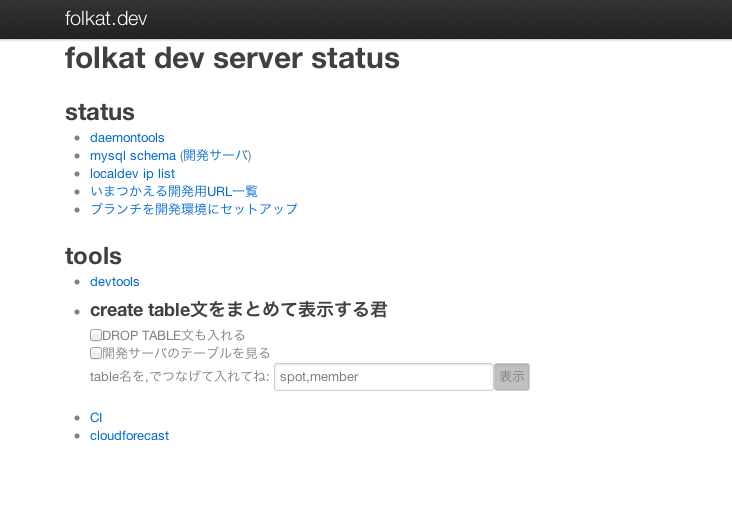 folkat.dev
folkat dev server status
status
daemontools
mysql schema (開発サーバ)
localdev ip list
いまつかえる開発用URL一覧
ブランチを開発環境にセットアップ
tools
devtools
create table文をまとめて表示する君
DROP TABLE文も入れる
開発サーバのテーブルを見る
table名を,でつなげて入れてね: spot,member 表示
CI
cloudforecast